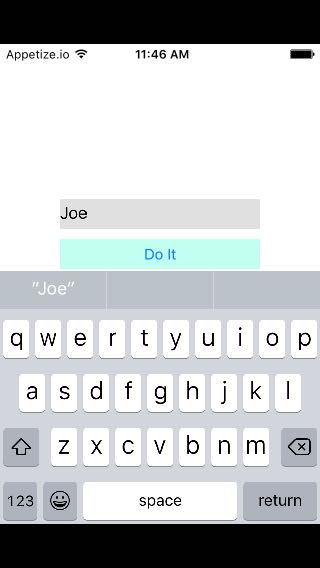 Appetize.io 11:46 AM
Joe
Do It
"Joe"
q w e r t y u i o p
a s d f g h j k l
z x c v b n m
123 space return